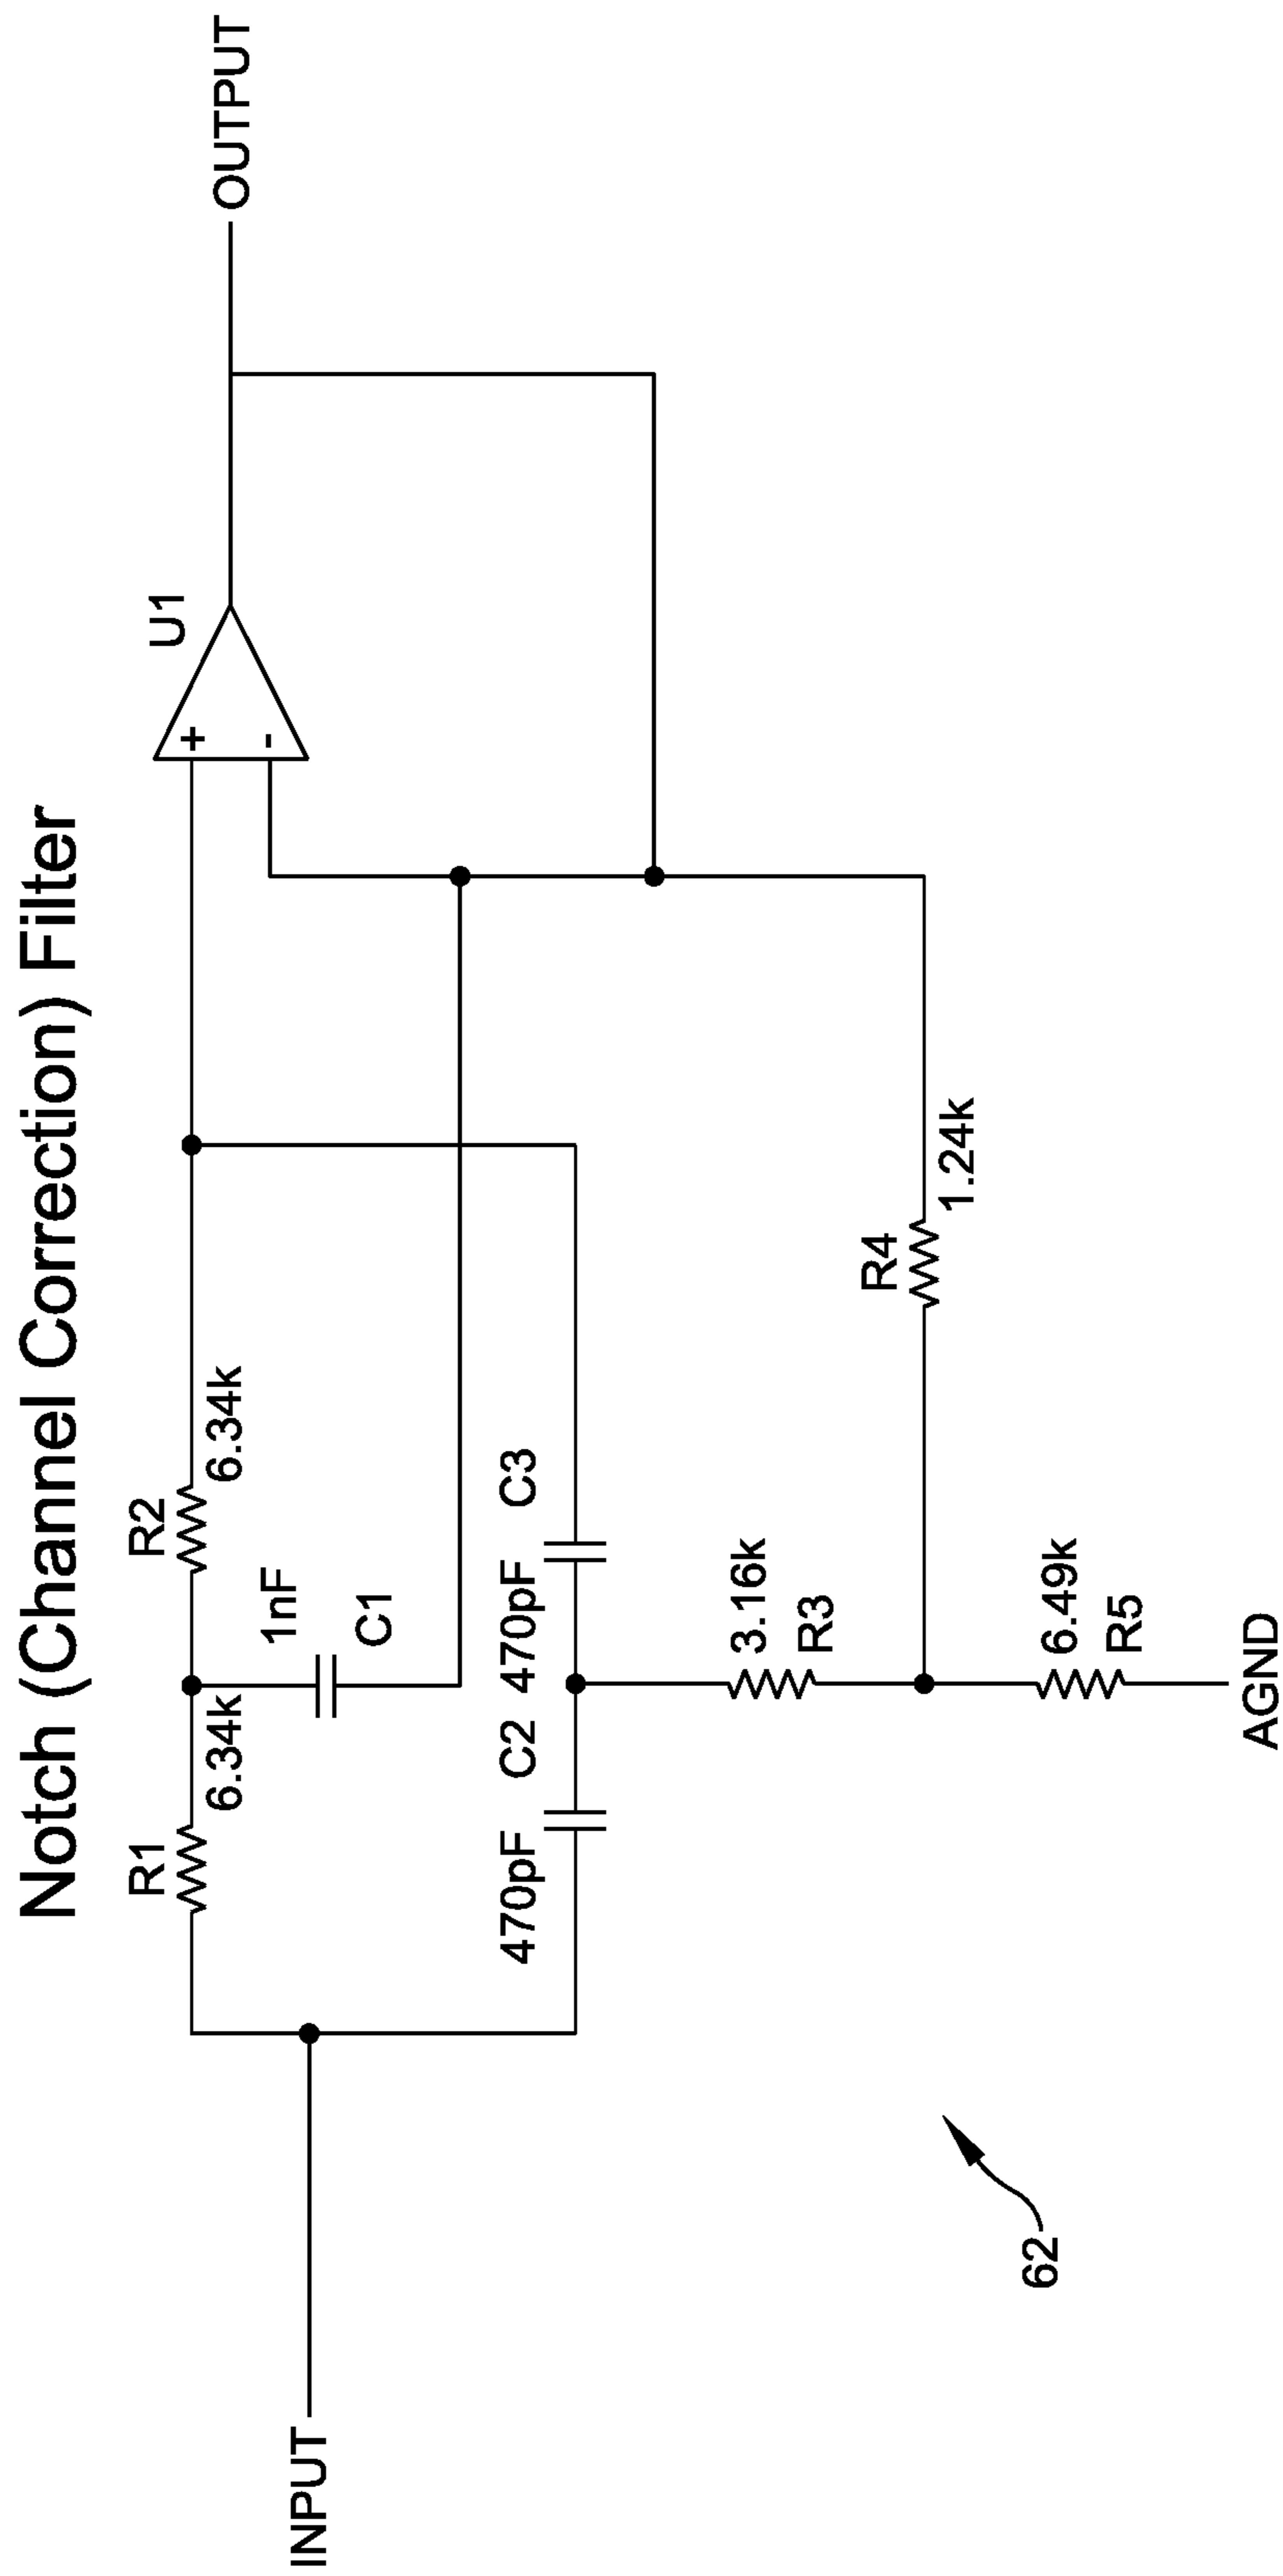 Notch (Channel Correction) Filter
U1
+
-
OUTPUT
R1
6.34k
R2
6.34k
1nF
C1
INPUT
470pF
C2
470pF
C3
3.16k
R3
R4
1.24k
6.49k
R5
AGND
62